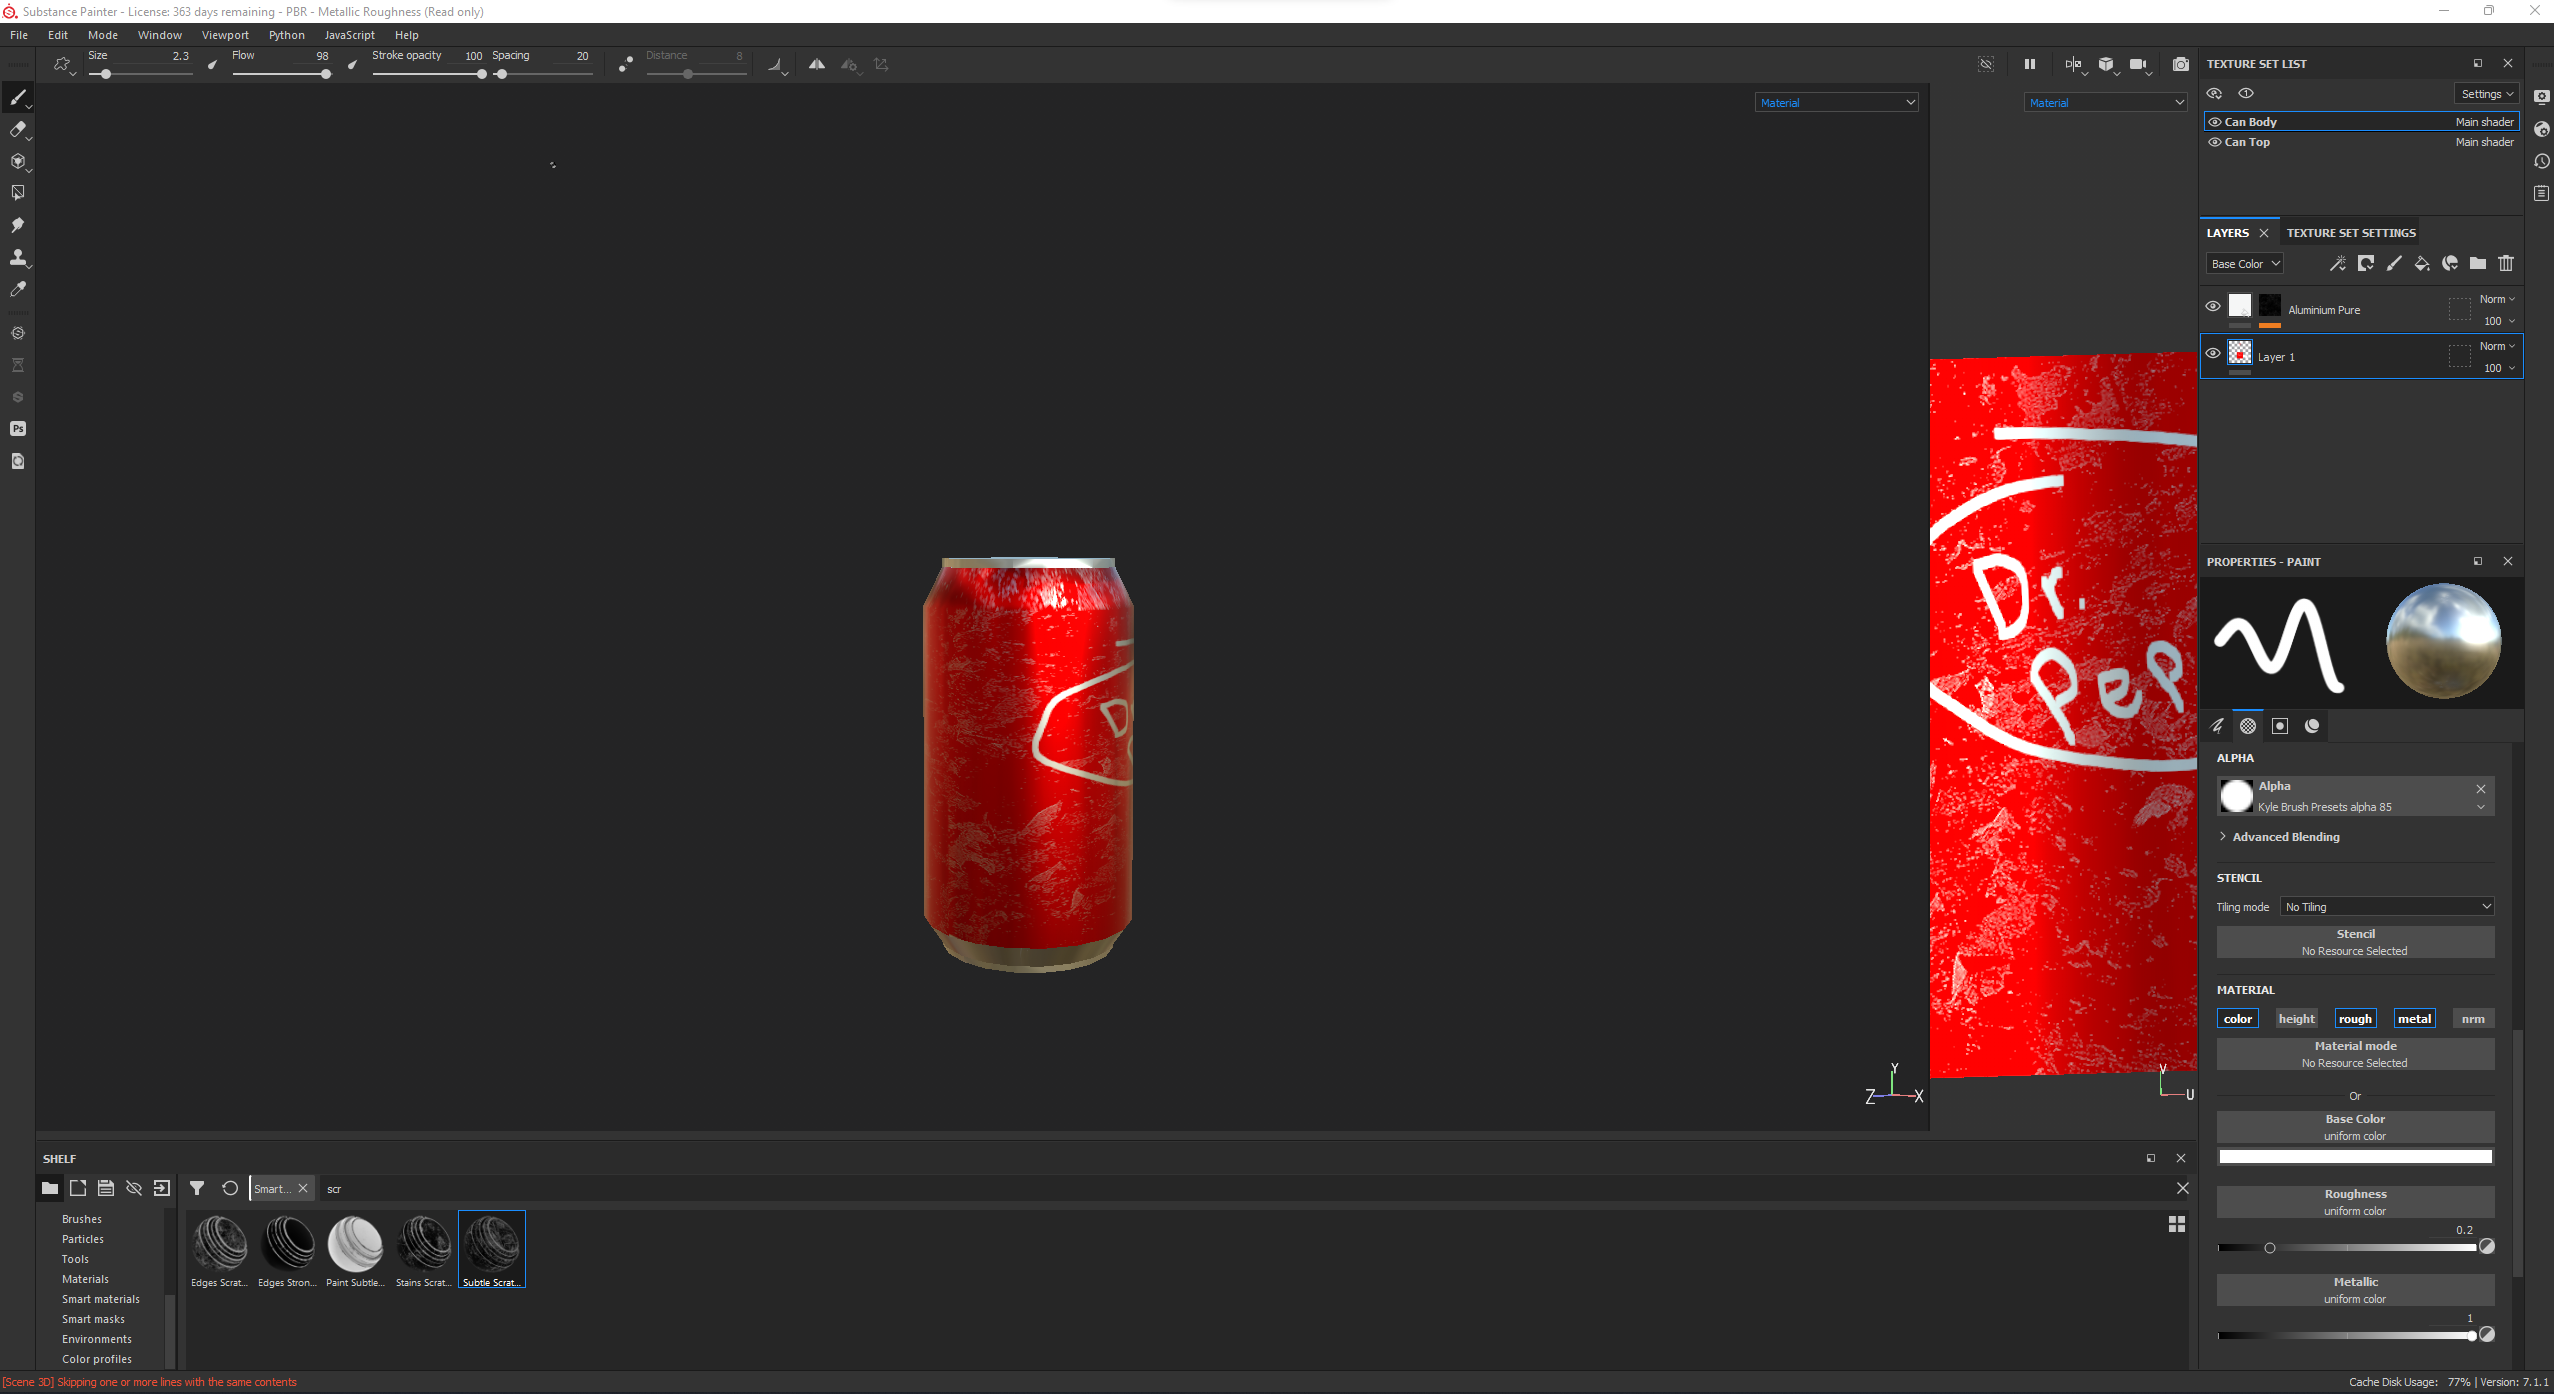 Substance Painter - License: 363 days remaining - PBR - Metallic Roughness (Read only)
File Edit Mode Window Viewport Python JavaScript Help
Size 2.3 Flow 98 Stroke opacity 100 Spacing 20 Distance 8
Material
Material
Dr.
Pep
D
Y
Z X
V
U
TEXTURE SET LIST
Settings
Can Body Main shader
Can Top Main shader
LAYERS TEXTURE SET SETTINGS
Base Color
Aluminium Pure Norm
100
Layer 1 Norm
100
PROPERTIES - PAINT
ALPHA
Alpha
Kyle Brush Presets alpha 85
Advanced Blending
STENCIL
Tiling mode No Tiling
Stencil
No Resource Selected
MATERIAL
color height rough metal nrm
Material mode
No Resource Selected
Or
Base Color
uniform color
Roughness
uniform color
0.2
Metallic
uniform color
1
Ps
SHELF
Smart... scr
Brushes
Particles
Tools
Materials
Smart materials
Smart masks
Environments
Color profiles
Edges Scrat... Edges Stron... Paint Subtle... Stains Scrat... Subtle Scrat...
[Scene 3D] Skipping one or more lines with the same contents
Cache Disk Usage: 77% | Version: 7.1.1